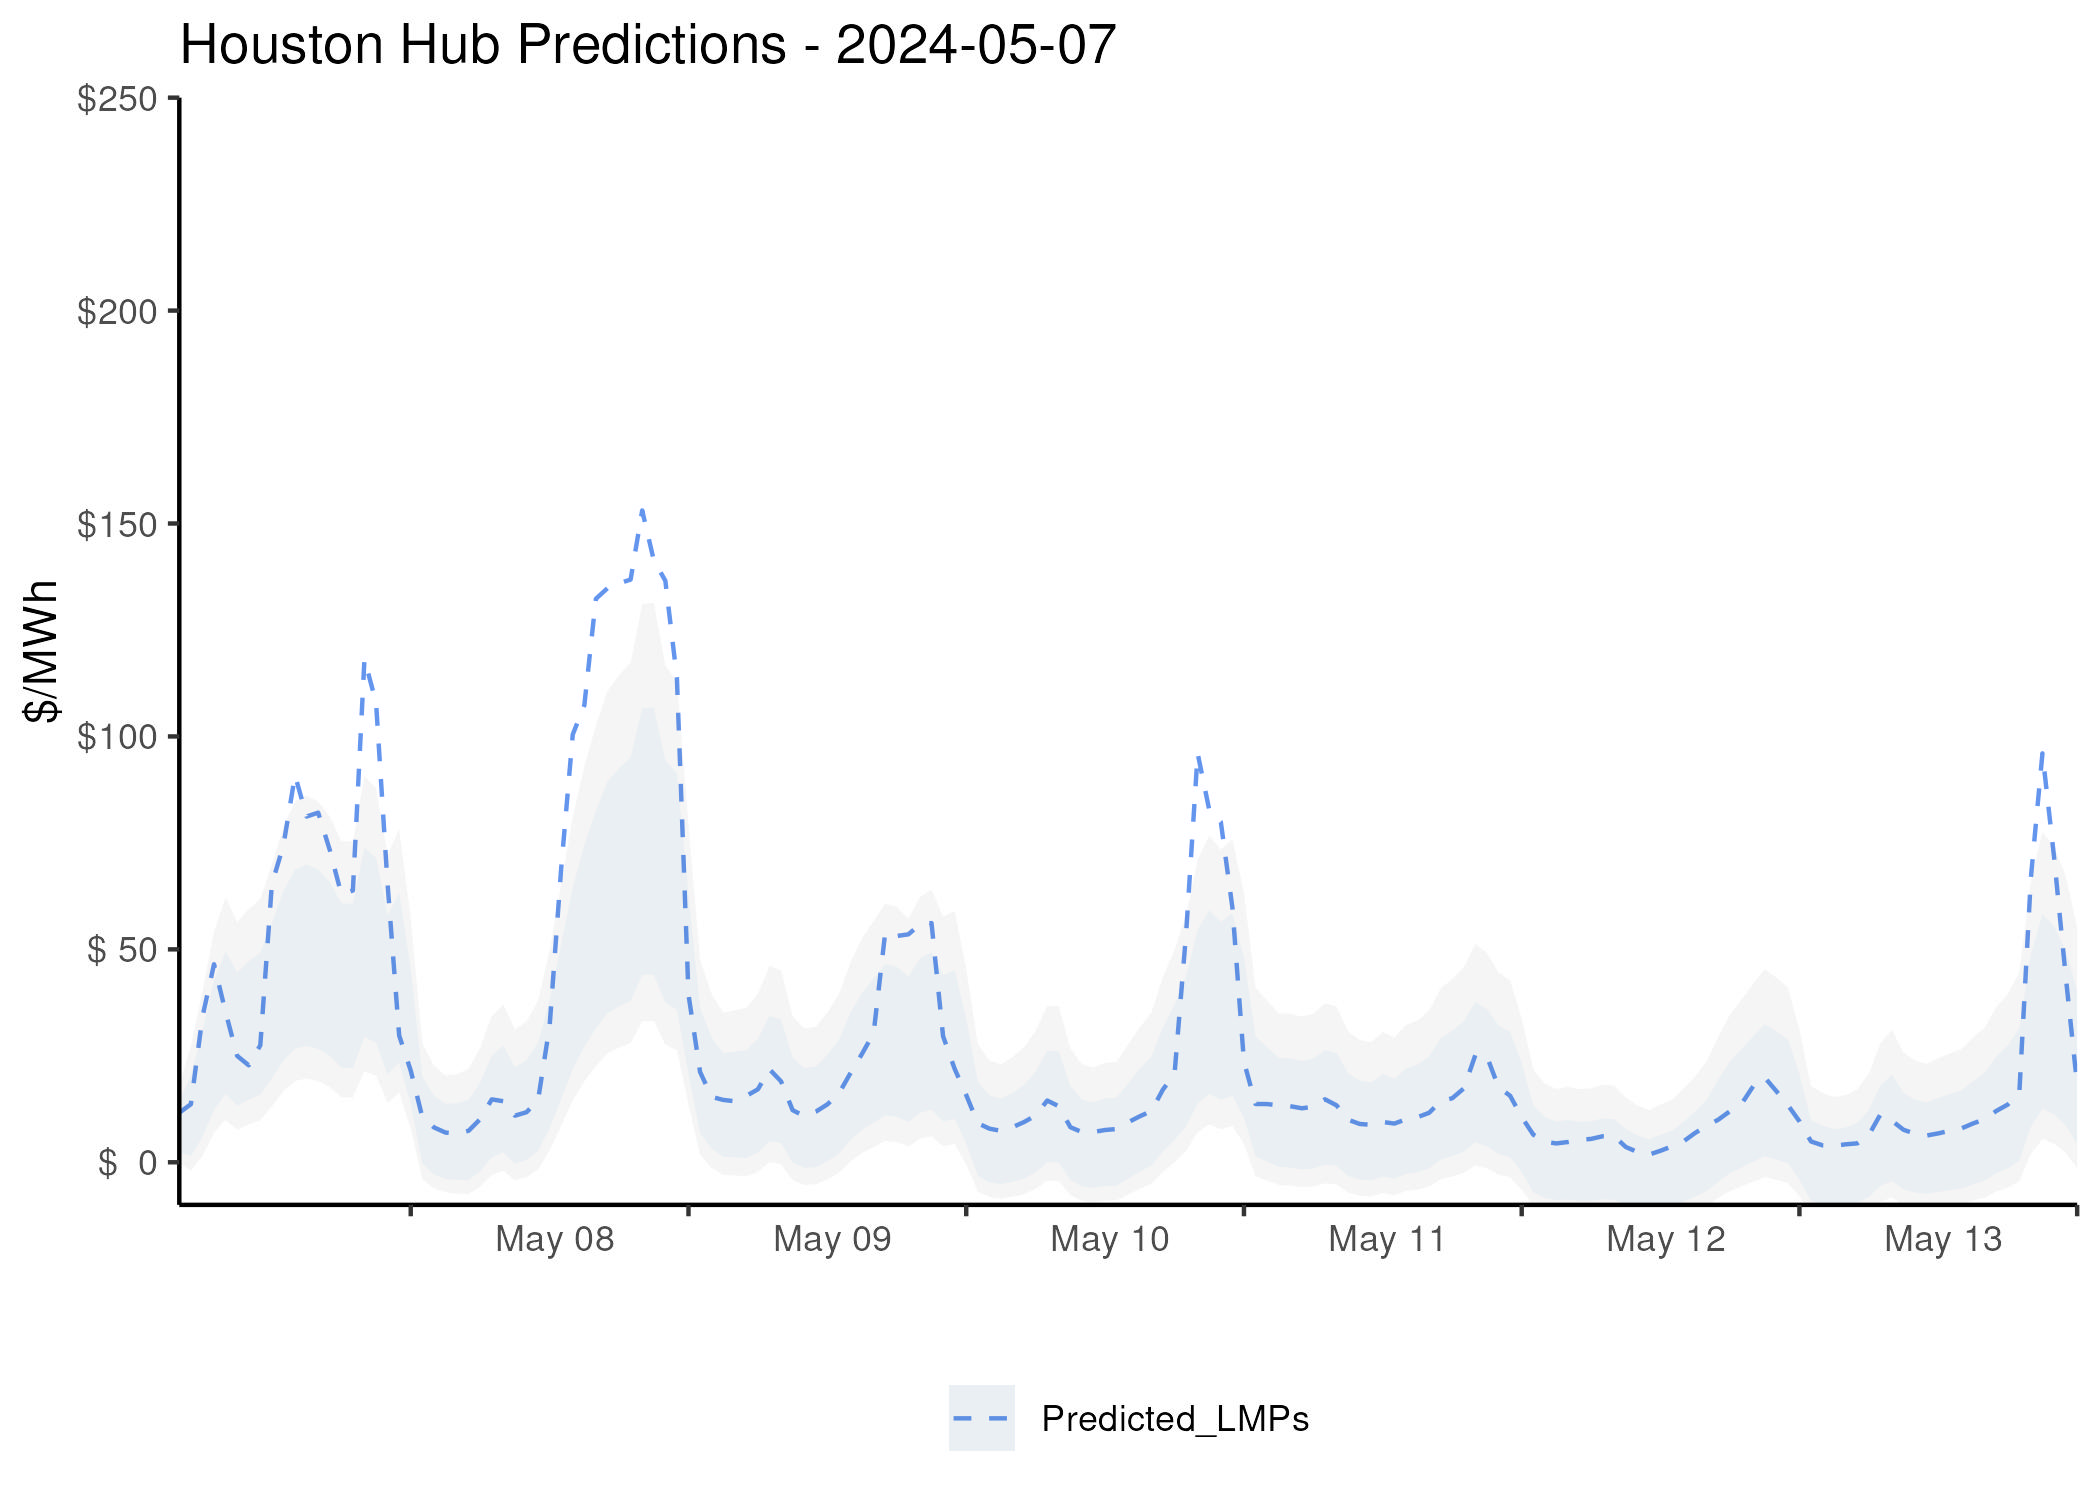 Houston Hub Predictions - 2024-05-07
$250
$200
$150
$100
$ 50
$  0
$/MWh
May 08
May 09
May 10
May 11
May 12
May 13
Predicted_LMPs